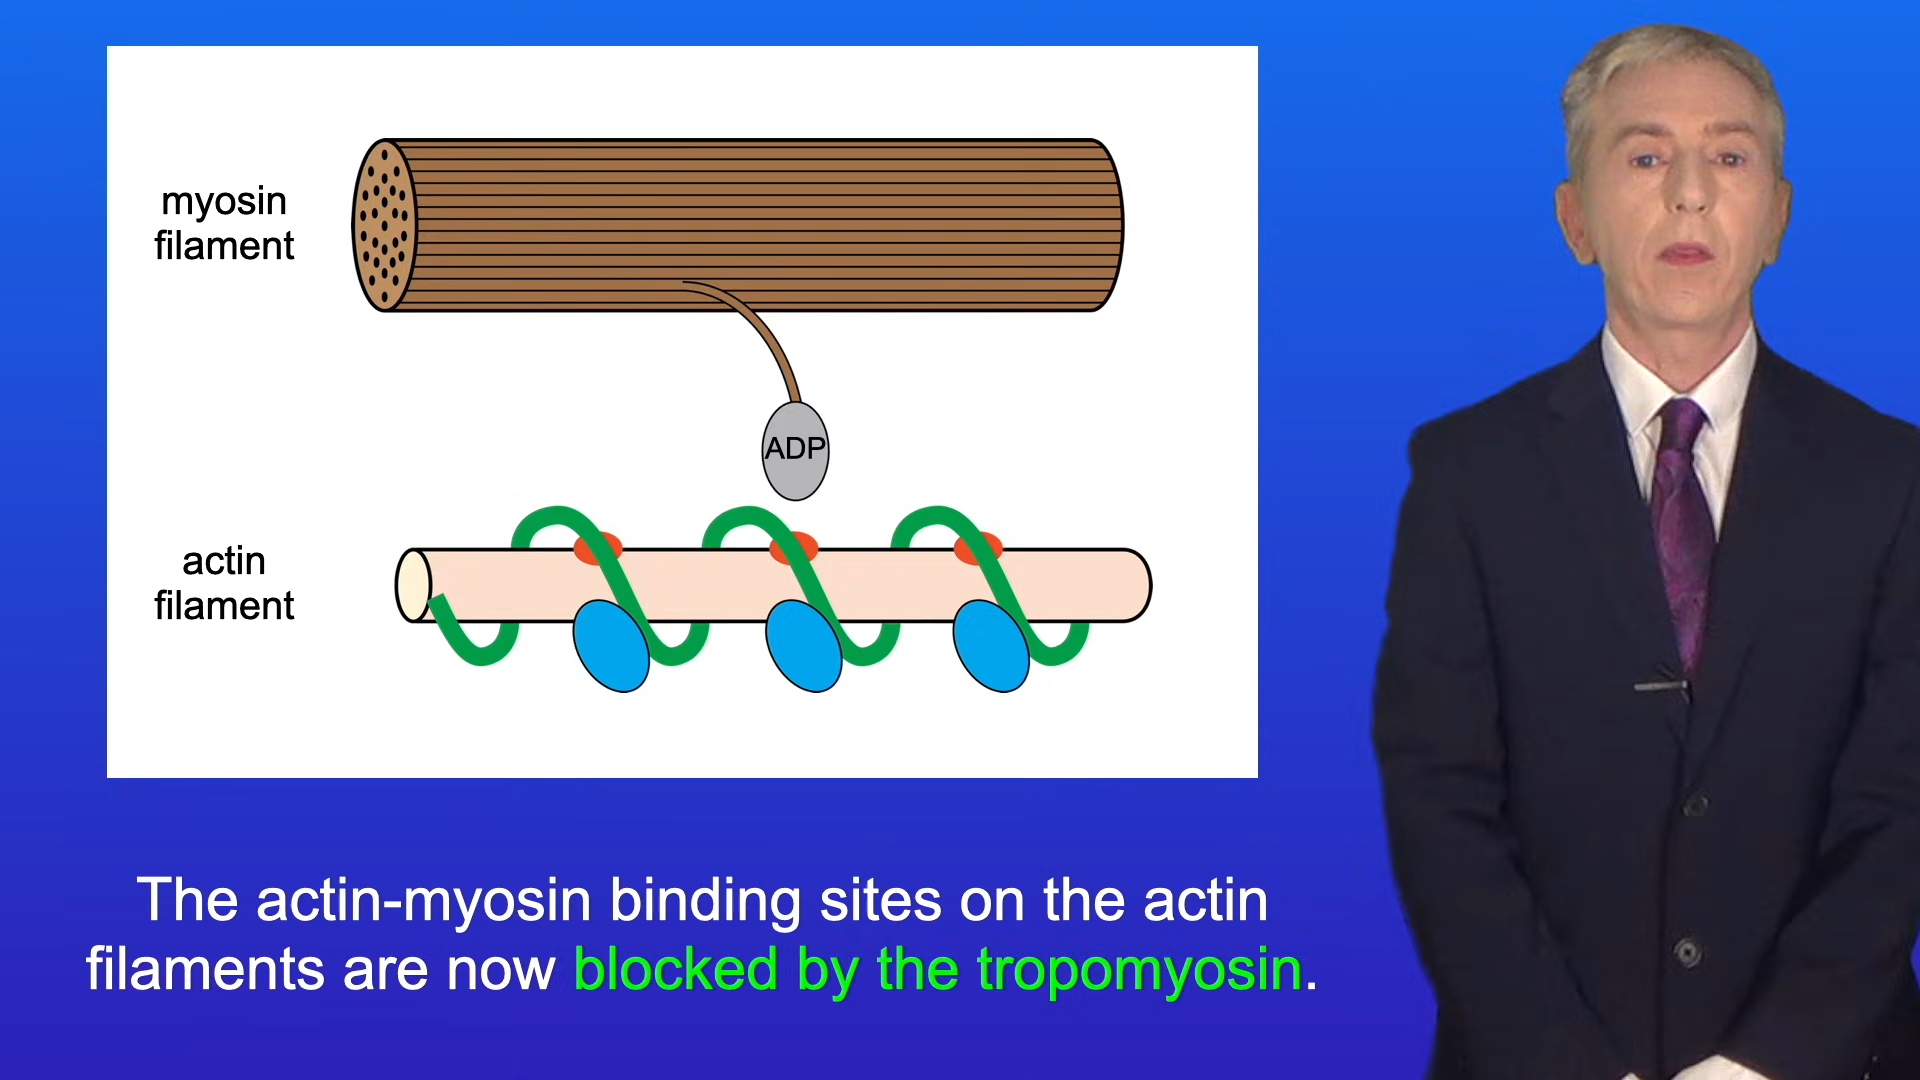 myosin
filament
ADP
actin
filament
The actin-myosin binding sites on the actin
filaments are now blocked by the tropomyosin.